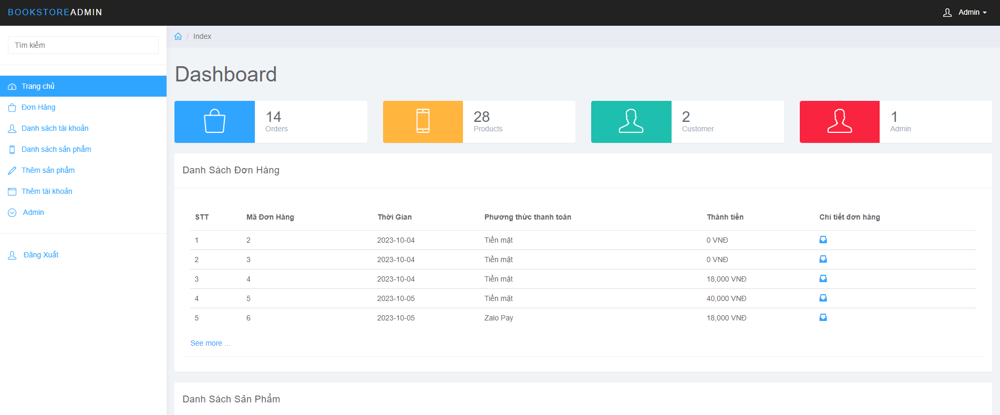 BOOKSTOREADMIN
Admin
Tìm kiếm
Trang chủ
Đơn Hàng
Danh sách tài khoản
Danh sách sản phẩm
Thêm sản phẩm
Thêm tài khoản
Admin
Đăng Xuất
/ Index
Dashboard
14
Orders
28
Products
2
Customer
1
Admin
Danh Sách Đơn Hàng
STT Mã Đơn Hàng Thời Gian Phương thức thanh toán Thành tiền Chi tiết đơn hàng
1 2 2023-10-04 Tiền mặt 0 VNĐ
2 3 2023-10-04 Tiền mặt 0 VNĐ
3 4 2023-10-04 Tiền mặt 18,000 VNĐ
4 5 2023-10-05 Tiền mặt 40,000 VNĐ
5 6 2023-10-05 Zalo Pay 18,000 VNĐ
See more ...
Danh Sách Sản Phẩm